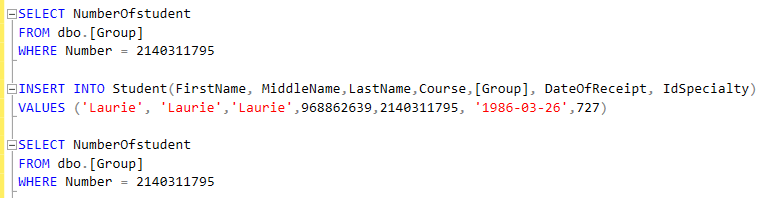 SELECT NumberOfstudent
FROM dbo.[Group]
WHERE Number = 2140311795
INSERT INTO Student(FirstName, MiddleName,LastName,Course,[Group], DateOfReceipt, IdSpecialty)
VALUES ('Laurie', 'Laurie','Laurie',968862639,2140311795, '1986-03-26',727)
SELECT NumberOfstudent
FROM dbo.[Group]
WHERE Number = 2140311795